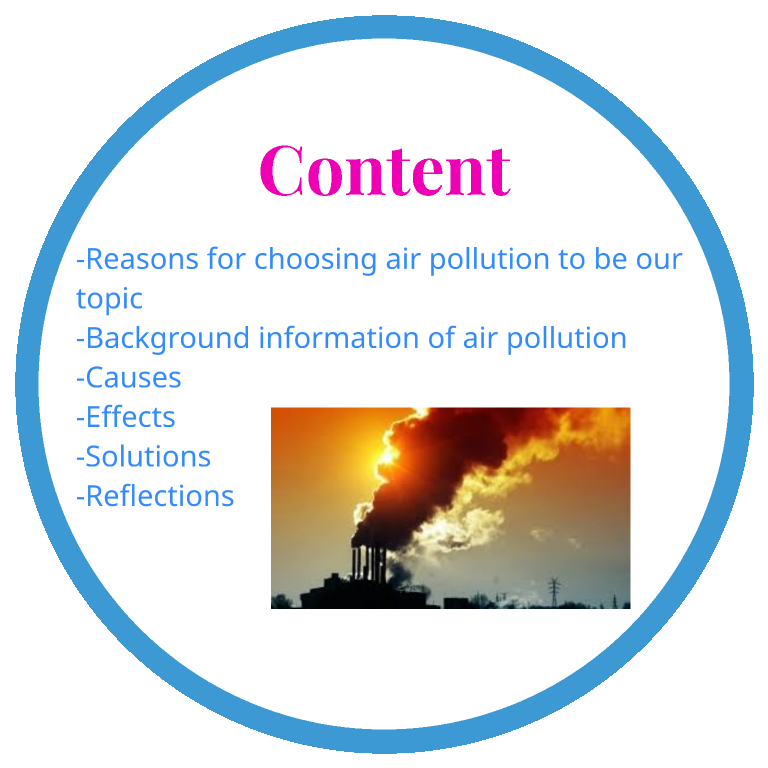 Content
-Reasons for choosing air pollution to be our
topic
-Background information of air pollution
-Causes
-Effects
-Solutions
-Reflections